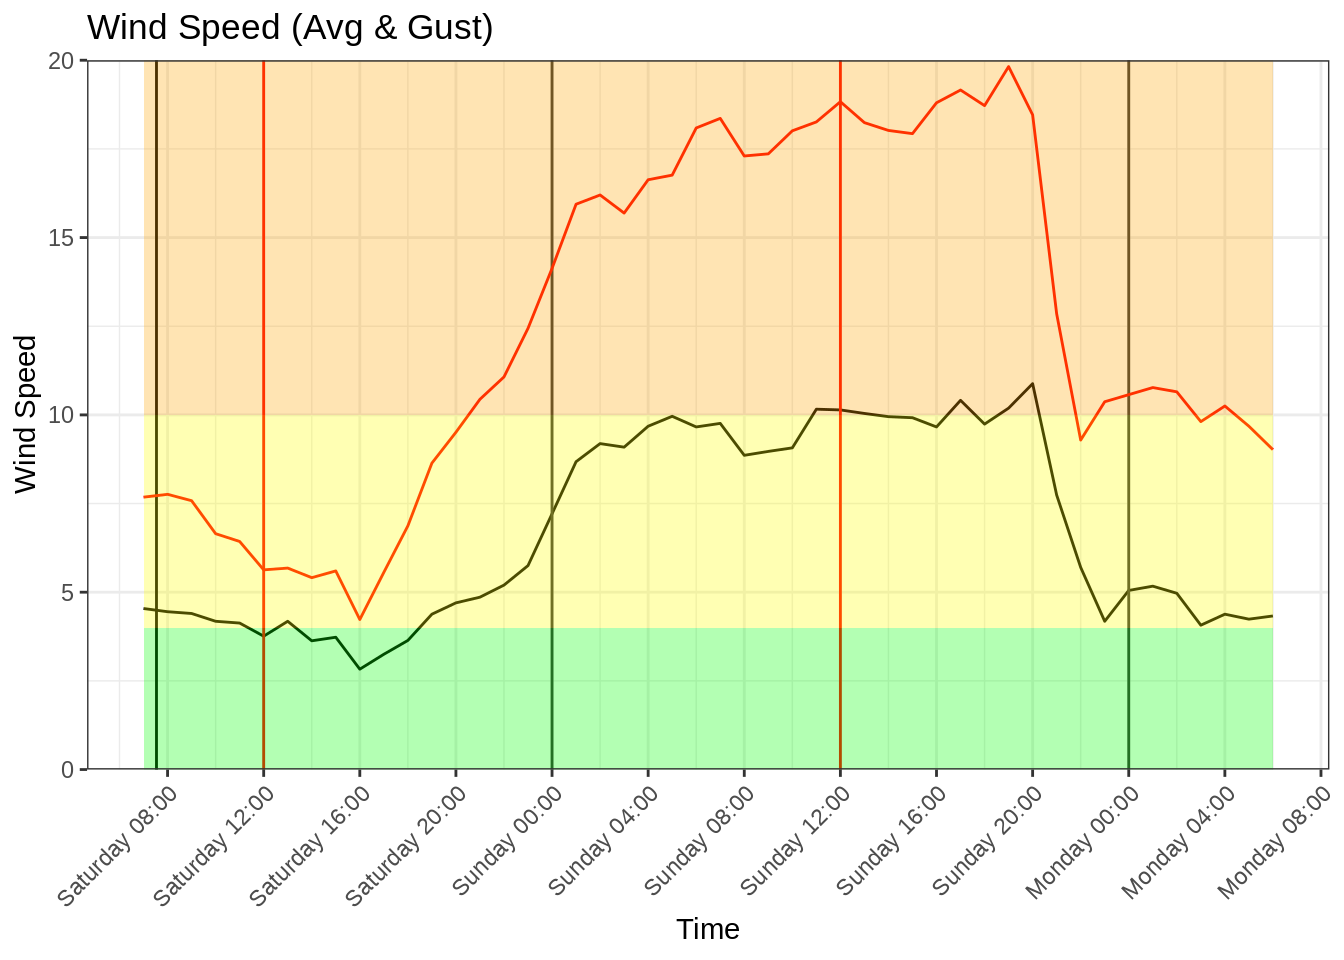 Wind Speed (Avg & Gust)
20
15
10
5
0
Wind Speed
Saturday 08:00
Saturday 12:00
Saturday 16:00
Saturday 20:00
Sunday 00:00
Sunday 04:00
Sunday 08:00
Sunday 12:00
Sunday 16:00
Sunday 20:00
Monday 00:00
Monday 04:00
Monday 08:00
Time